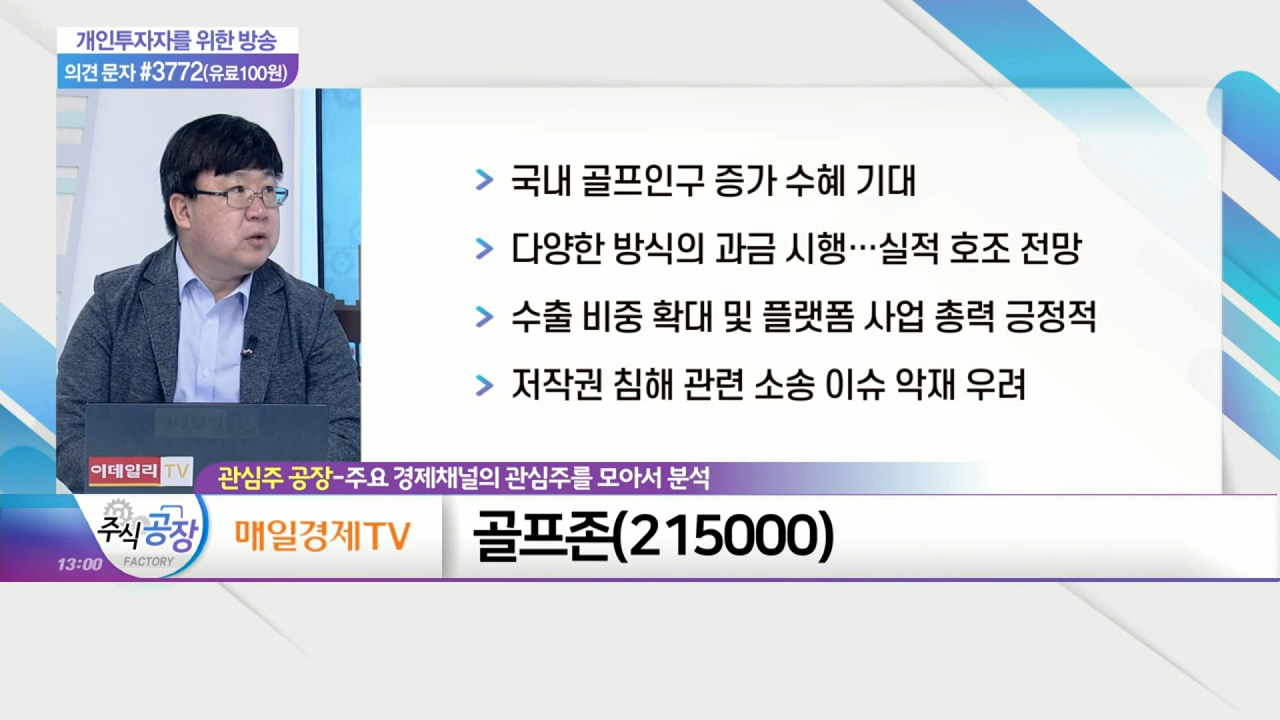 개인투자자를 위한 방송
의견 문자 #3772(유료100원)
> 국내 골프인구 증가 수혜 기대
> 다양한 방식의 과금 시행…실적 호조 전망
> 수출 비중 확대 및 플랫폼 사업 총력 긍정적
> 저작권 침해 관련 소송 이슈 악재 우려
이데일리 TV
이데일리 TV
관심주 공장-주요 경제채널의 관심주를 모아서 분석
주식공장
FACTORY
13:00
매일경제TV
골프존(215000)